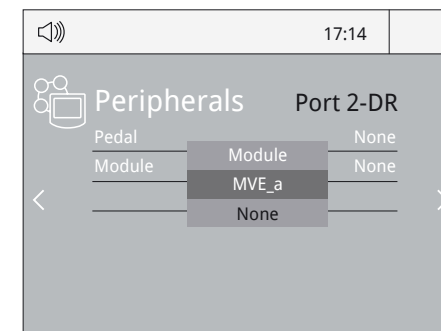 17:14
Peripherals Port 2-DR
Pedal None
Module None
Module
MVE_a
None